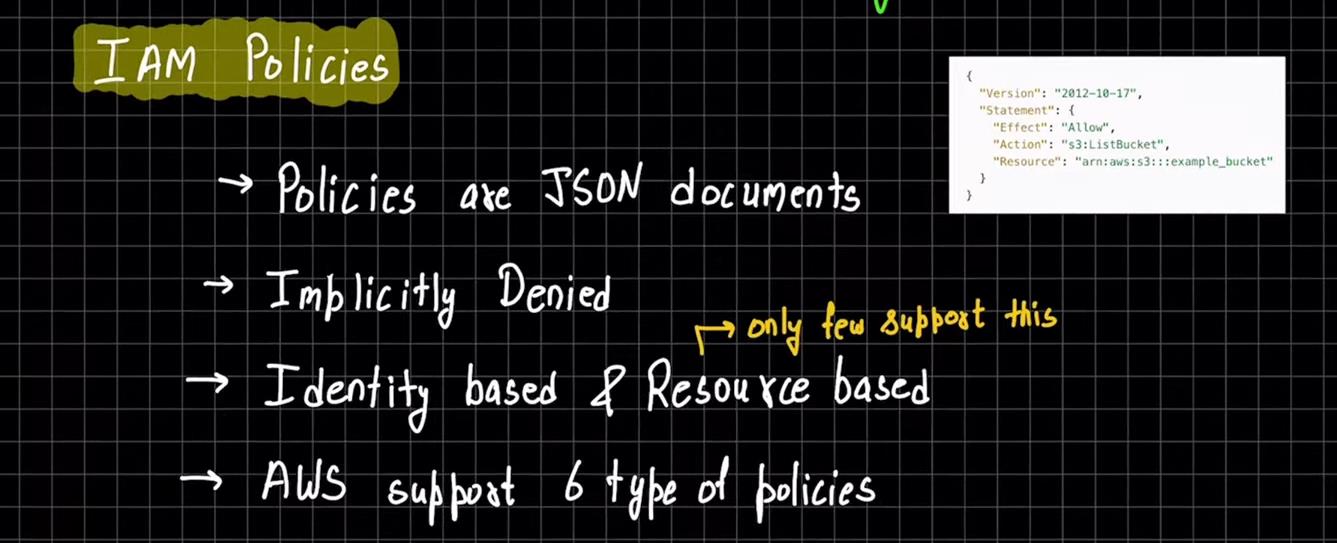 IAM Policies
{
"Version": "2012-10-17",
"Statement": {
"Effect": "Allow",
"Action": "s3:ListBucket",
"Resource": "arn:aws:s3:::example_bucket"
}
}
→ Policies are JSON documents
→ Implicitly Denied
→ only few support this
→ Identity based & Resource based
→ AWS support 6 type of policies